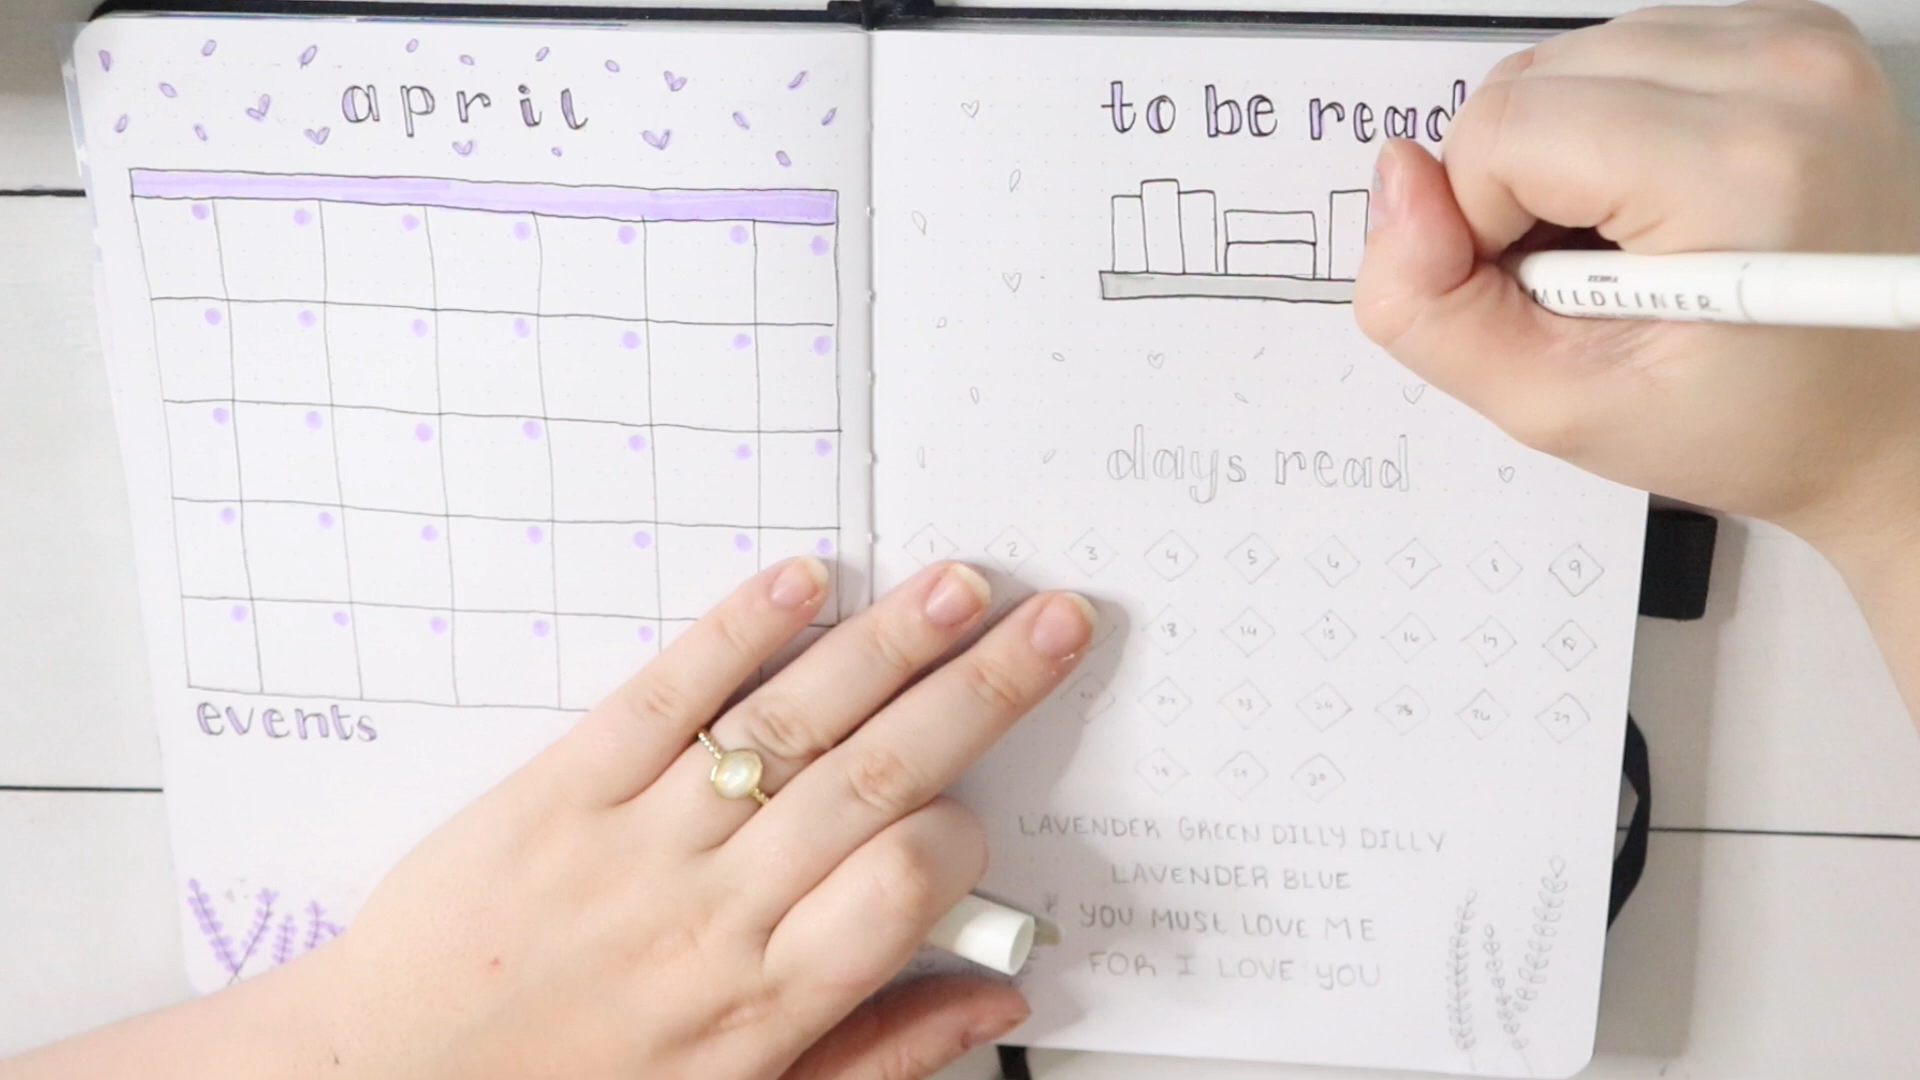 april
events
to be read
MILDLINER
days read
1 2 3 4 5 6 7 8 9
13 14 15 16 17 18
22 23 24 25 26 27
28 29 30
LAVENDER GREEN DILLY DILLY
LAVENDER BLUE
YOU MUST LOVE ME
FOR I LOVE YOU